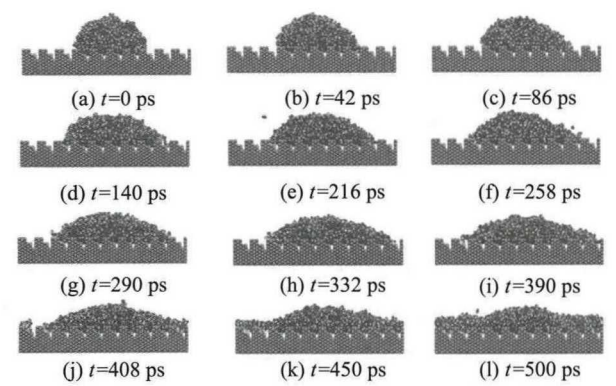 (a) t=0 ps (b) t=42 ps (c) t=86 ps
(d) t=140 ps (e) t=216 ps (f) t=258 ps
(g) t=290 ps (h) t=332 ps (i) t=390 ps
(j) t=408 ps (k) t=450 ps (l) t=500 ps